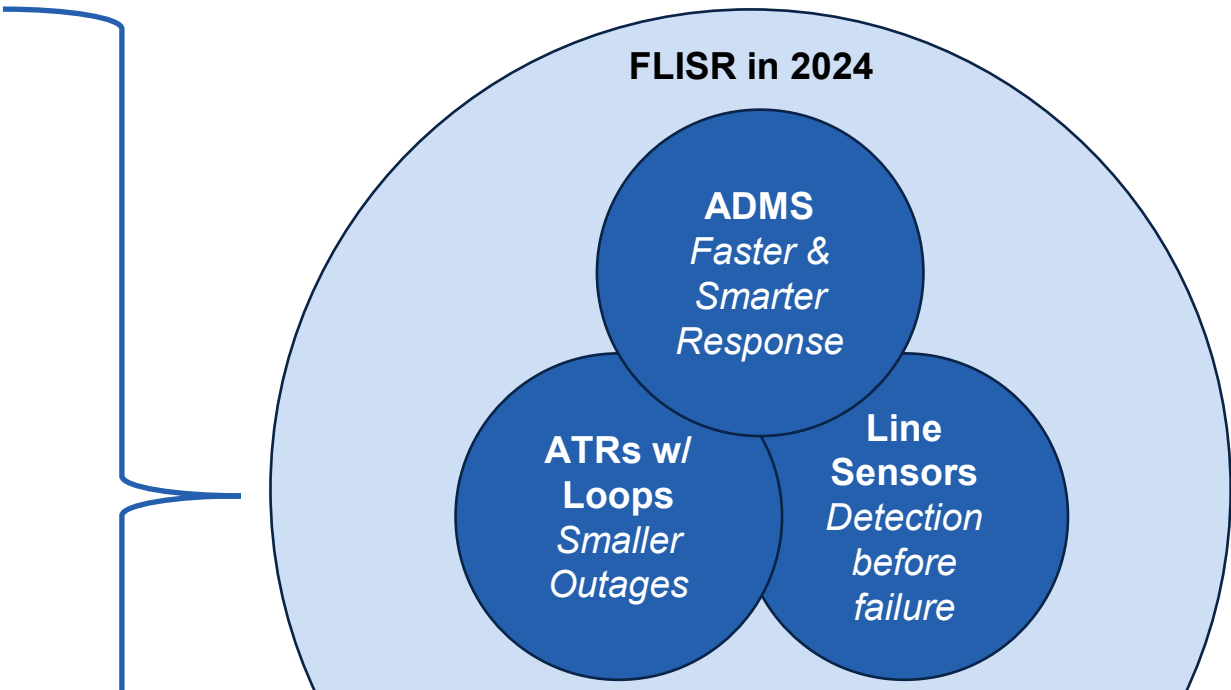 FLISR in 2024
ADMS
Faster &
Smarter
Response
ATRs w/
Loops
Smaller
Outages
Line
Sensors
Detection
before
failure